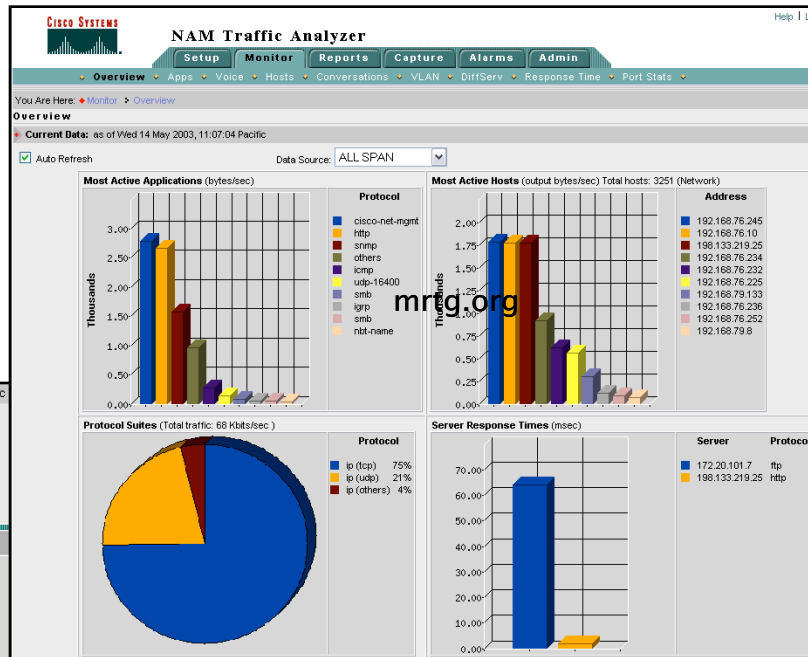 Help | L
CISCO SYSTEMS
NAM Traffic Analyzer
Setup Monitor Reports Capture Alarms Admin
Overview Apps Voice Hosts Conversations VLAN DiffServ Response Time Port Stats
You Are Here: Monitor > Overview
Overview
Current Data: as of Wed 14 May 2003, 11:07:04 Pacific
Auto Refresh Data Source: ALL SPAN
Most Active Applications (bytes/sec)
Thousands
3.00
2.50
2.00
1.50
1.00
0.50
0.00
Protocol
cisco-net-mgmt
http
snmp
others
icmp
udp-16400
smb
igrp
smb
nbt-name
Most Active Hosts (output bytes/sec) Total hosts: 3251 (Network)
Thousands
2.00
1.75
1.50
1.25
1.00
0.75
0.50
0.25
0.00
Address
192.168.76.245
192.168.76.10
198.133.219.25
192.168.76.234
192.168.76.232
192.168.76.225
192.168.79.133
192.168.76.236
192.168.76.252
192.168.79.8
mrtg.org
C
Protocol Suites (Total traffic: 68 Kbits/sec )
Protocol
ip (tcp) 75%
ip (udp) 21%
ip (others) 4%
Server Response Times (msec)
70.00
60.00
50.00
40.00
30.00
20.00
10.00
0.00
Server Protoco
172.20.101.7 ftp
198.133.219.25 http